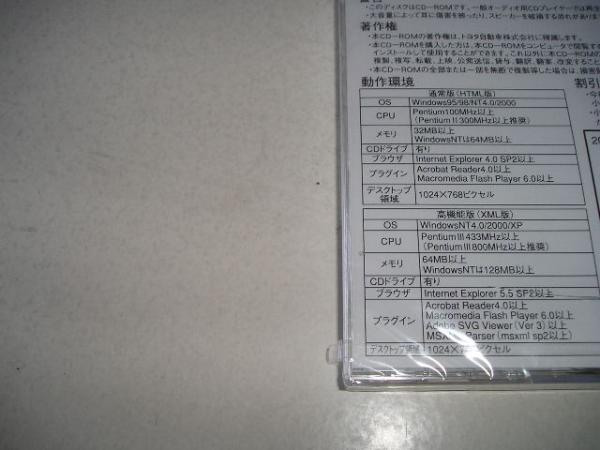 ・このディスクはCD-ROMです。一般オーディオ用CDプレイヤーでは再生
・大音量によって耳に傷害を被ったり、スピーカーを破損する恐れがあります
著作権
・本CD-ROMの著作権は、トヨタ自動車株式会社に帰属します。
・本CD-ROMを購入した方は、本CD-ROMをコンピュータで閲覧する
インストールして使用することができます。これ以外に本CD-ROMの
複製、複写、転載、上映、公衆送信、貸与、翻訳、翻案、改変すること
・本CD-ROMの全部または一部を無断で複製等した場合は、損害賠
動作環境
割引
通常版（HTML版）
OS Windows95/98/NT4.0/2000
CPU Pentium100MHz以上
（PentiumⅡ300MHz以上推奨）
メモリ 32MB以上
WindowsNTは64MB以上
CDドライブ 有り
ブラウザ Internet Explorer 4.0 SP2以上
プラグイン Acrobat Reader4.0以上
Macromedia Flash Player 6.0以上
デスクトップ領域 1024×768ピクセル
高機能版（XML版）
OS WindowsNT4.0/2000/XP
CPU PentiumⅢ433MHz以上
（PentiumⅢ800MHz以上推奨）
メモリ 64MB以上
WindowsNTは128MB以上
CDドライブ 有り
ブラウザ Internet Explorer 5.5 SP2以上
プラグイン Acrobat Reader4.0以上
Macromedia Flash Player 6.0以上
Adobe SVG Viewer（Ver 3）以上
Parser（msxml sp2以上）
デスクトップ領域 ピクセル